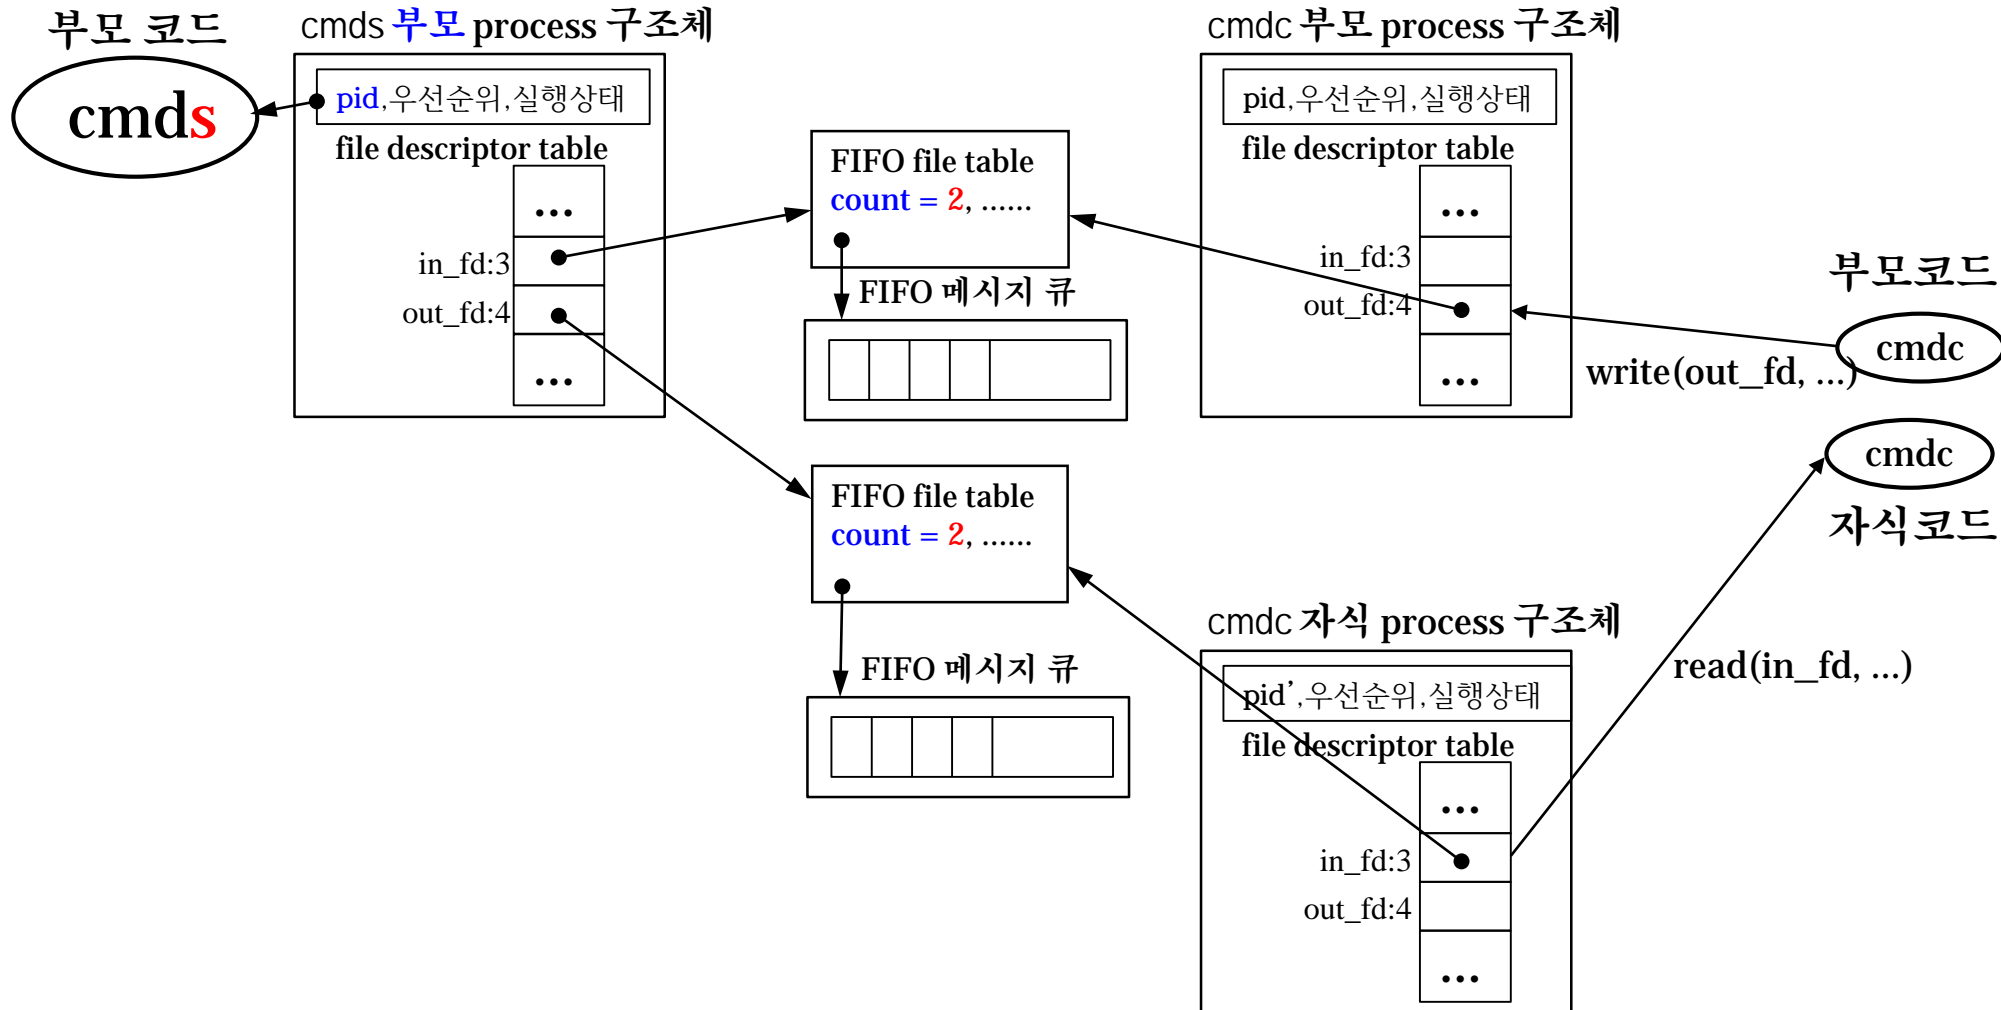 부모 코드
cmds
cmds 부모 process 구조체
pid,우선순위,실행상태
file descriptor table
...
in_fd:3
out_fd:4
...
FIFO file table
count = 2, ......
FIFO 메시지 큐
FIFO file table
count = 2, ......
FIFO 메시지 큐
cmdc 부모 process 구조체
pid,우선순위,실행상태
file descriptor table
...
in_fd:3
out_fd:4
...
부모코드
cmdc
write(out_fd, ...)
cmdc
자식코드
read(in_fd, ...)
cmdc 자식 process 구조체
pid’,우선순위,실행상태
file descriptor table
...
in_fd:3
out_fd:4
...